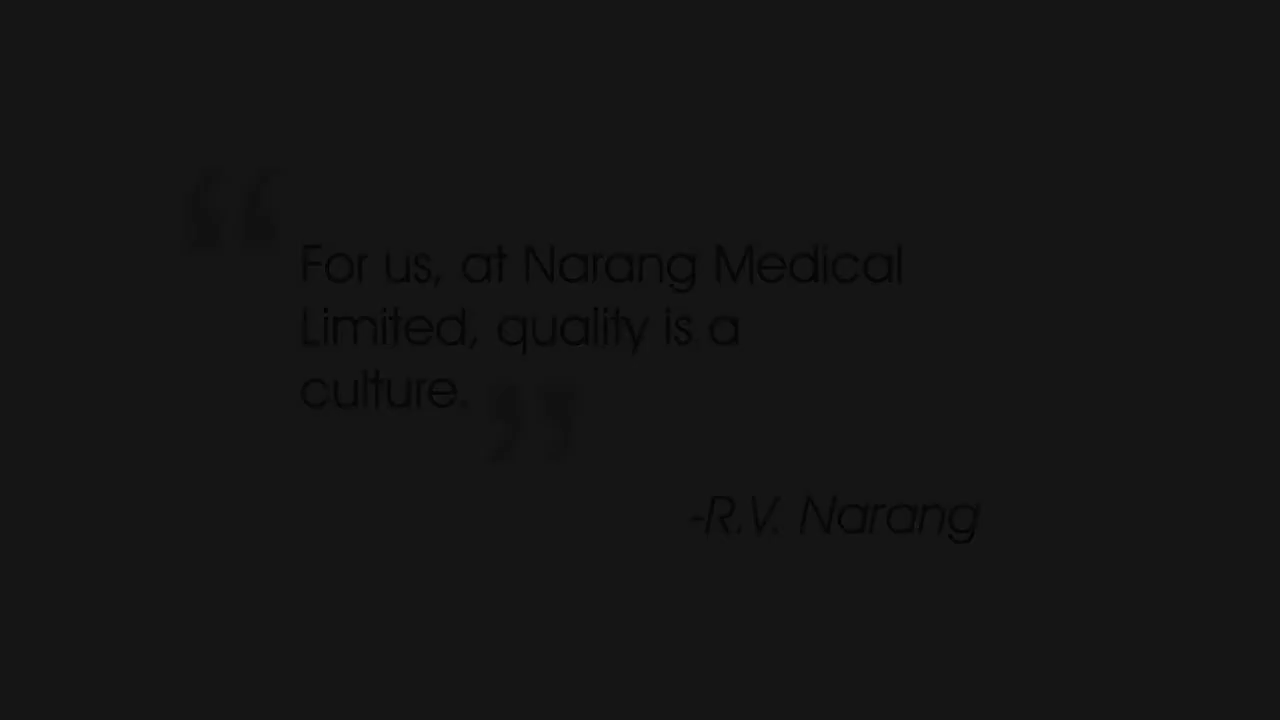 “ For us, at Narang Medical
Limited, quality is a
culture. ”
-R.V. Narang